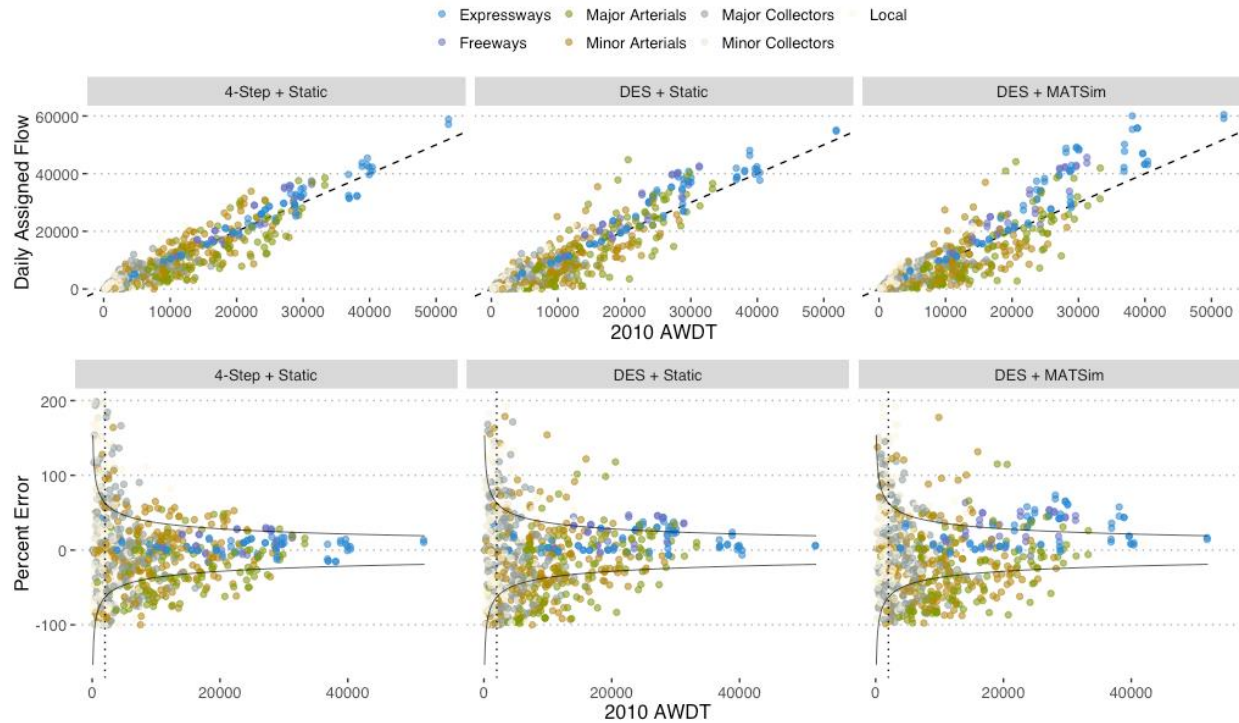 Expressways Major Arterials Major Collectors Local
Freeways Minor Arterials Minor Collectors
4-Step + Static DES + Static DES + MATSim
Daily Assigned Flow
60000
40000
20000
0
0 10000 20000 30000 40000 50000 0 10000 20000 30000 40000 50000 0 10000 20000 30000 40000 50000
2010 AWDT
4-Step + Static DES + Static DES + MATSim
Percent Error
200
100
0
-100
0 20000 40000 0 20000 40000 0 20000 40000
2010 AWDT